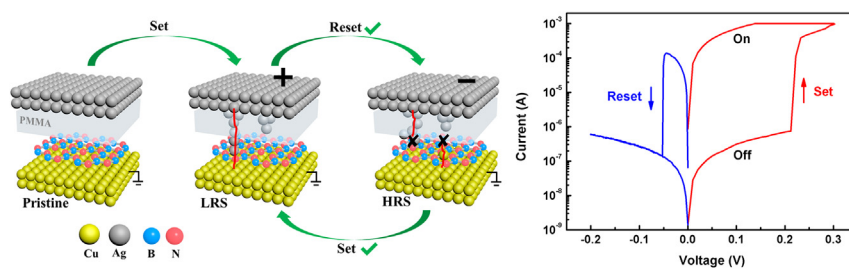 Set
Reset
+
−
PMMA
Pristine
LRS
HRS
Cu
Ag
B
N
Set
10⁻³
10⁻⁴
10⁻⁵
10⁻⁶
10⁻⁷
10⁻⁸
10⁻⁹
Current (A)
On
Reset
Set
Off
-0.2
-0.1
0.0
0.1
0.2
0.3
Voltage (V)